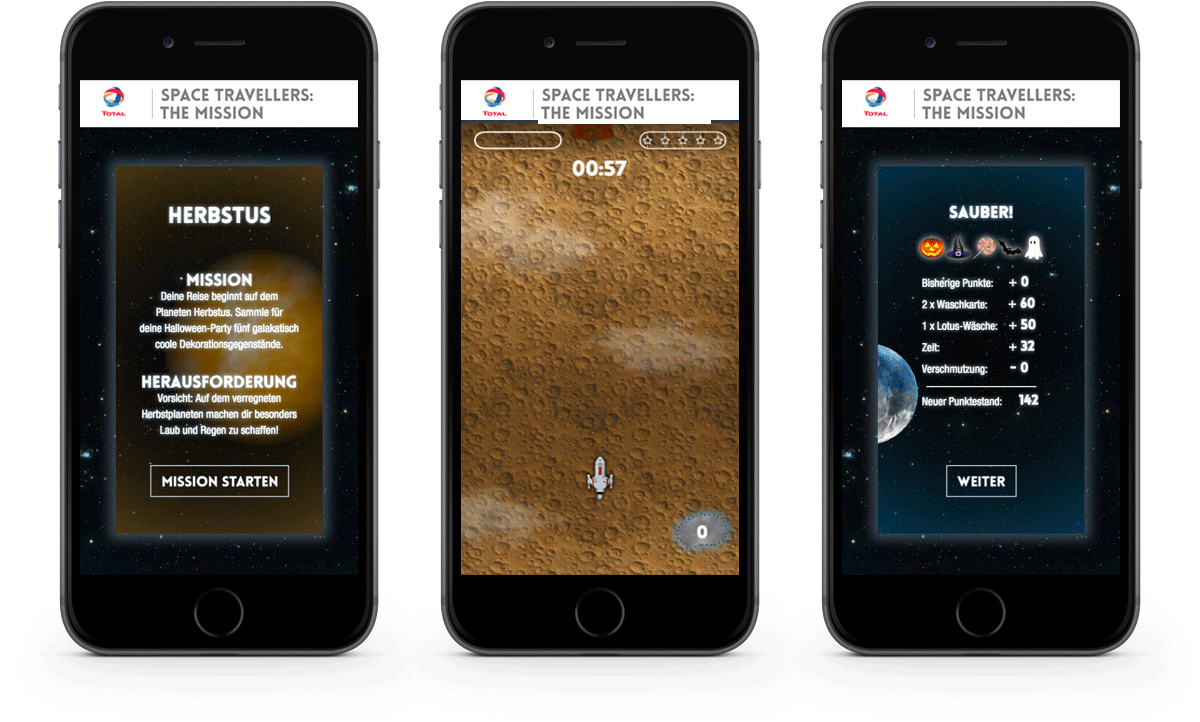 TOTAL
SPACE TRAVELLERS:
THE MISSION
HERBSTUS
MISSION
Deine Reise beginnt auf dem
Planeten Herbstus. Sammle für
deine Halloween-Party fünf galakatisch
coole Dekorationsgegenstände.
HERAUSFORDERUNG
Vorsicht: Auf dem verregneten
Herbstplaneten machen dir besonders
Laub und Regen zu schaffen!
MISSION STARTEN
TOTAL
SPACE TRAVELLERS:
THE MISSION
00:57
0
TOTAL
SPACE TRAVELLERS:
THE MISSION
SAUBER!
Bisherige Punkte: + 0
2 x Waschkarte: + 60
1 x Lotus-Wäsche: + 50
Zeit: + 32
Verschmutzung: - 0
Neuer Punktestand: 142
WEITER